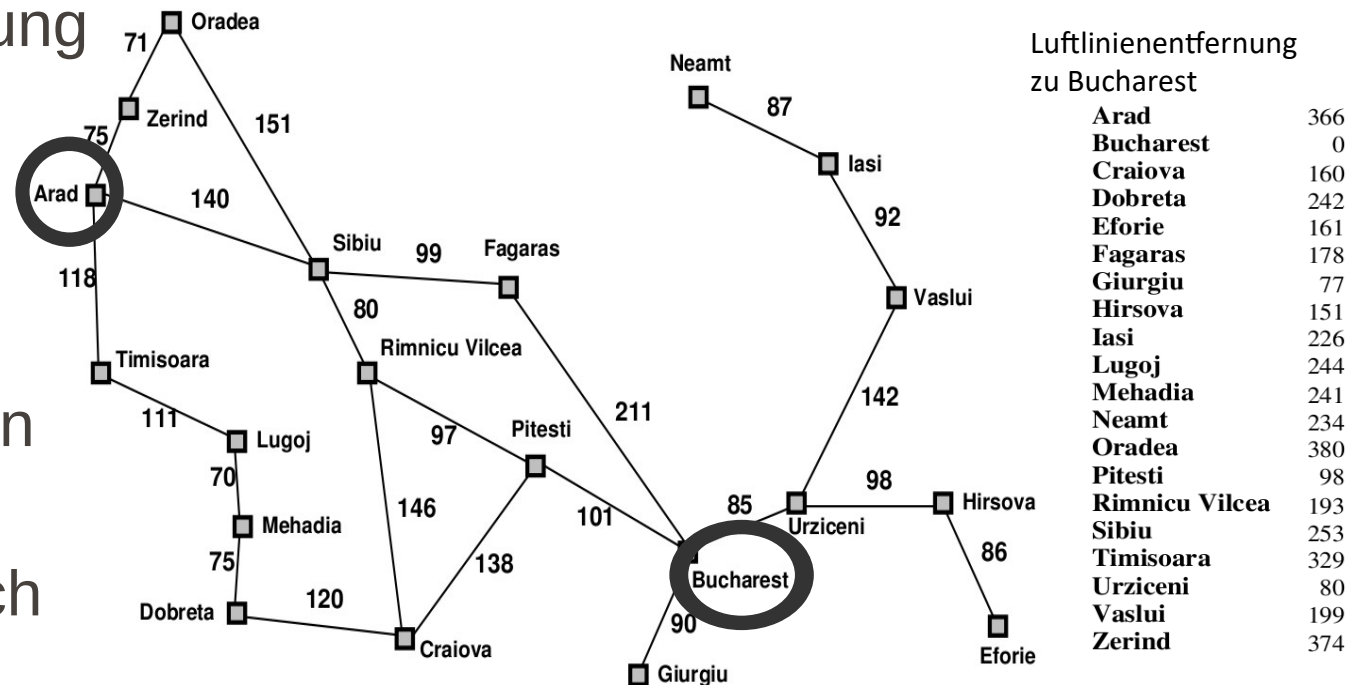 ung
n
ch
Oradea
71
Zerind
151
75
Arad
140
Sibiu
99
Fagaras
118
80
Timisoara
Rimnicu Vilcea
111
Lugoj
97
Pitesti
211
70
146
101
Mehadia
138
75
Dobreta
120
Craiova
Neamt
87
Iasi
92
Vaslui
142
98
85
Urziceni
Hirsova
86
Bucharest
90
Giurgiu
Eforie
Luftlinienentfernung
zu Bucharest
Arad 366
Bucharest 0
Craiova 160
Dobreta 242
Eforie 161
Fagaras 178
Giurgiu 77
Hirsova 151
Iasi 226
Lugoj 244
Mehadia 241
Neamt 234
Oradea 380
Pitesti 98
Rimnicu Vilcea 193
Sibiu 253
Timisoara 329
Urziceni 80
Vaslui 199
Zerind 374